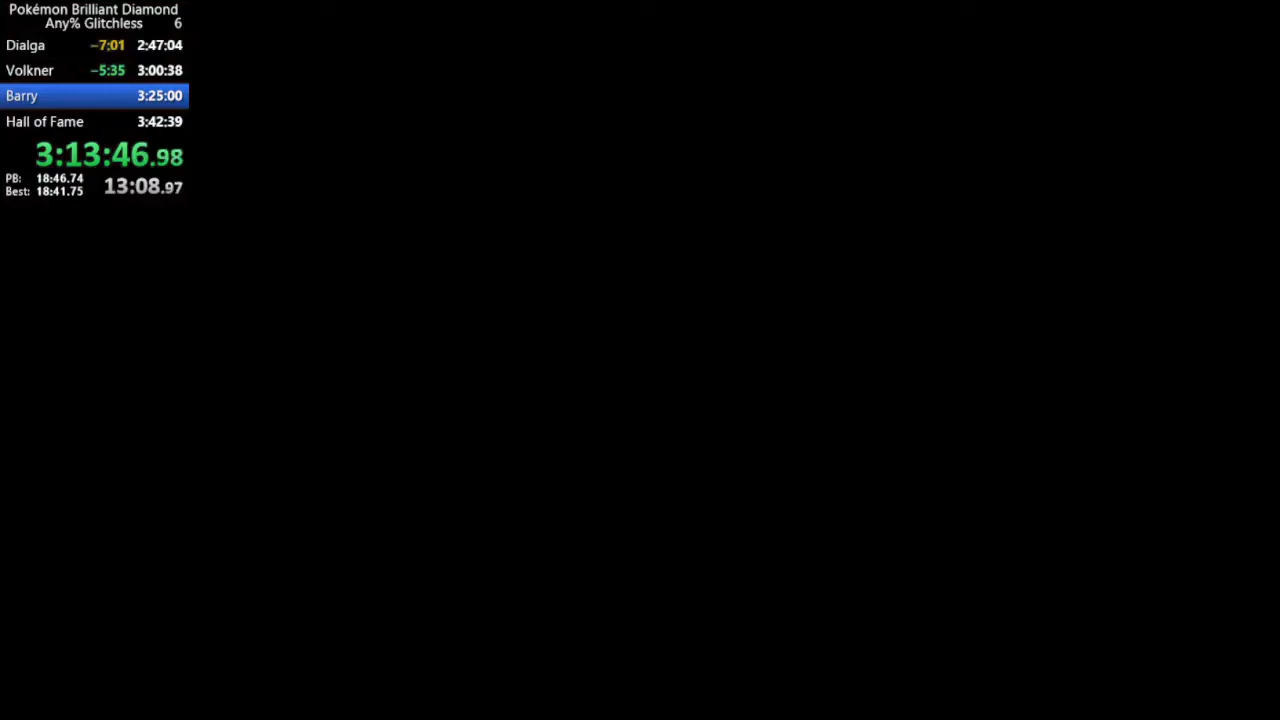 Pokémon Brilliant Diamond
Any% Glitchless 6
Dialga −7:01 2:47:04
Volkner −5:35 3:00:38
Barry 3:25:00
Hall of Fame 3:42:39
3:13:46.98
PB: 18:46.74
Best: 18:41.75
13:08.97